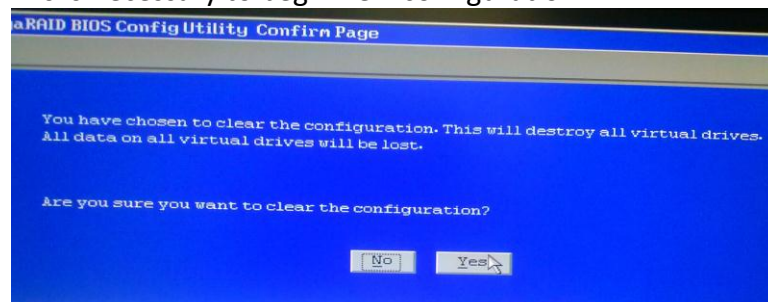 aRAID BIOS Config Utility Confirm Page
You have chosen to clear the configuration. This will destroy all virtual drives.
All data on all virtual drives will be lost.
Are you sure you want to clear the configuration?
No Yes